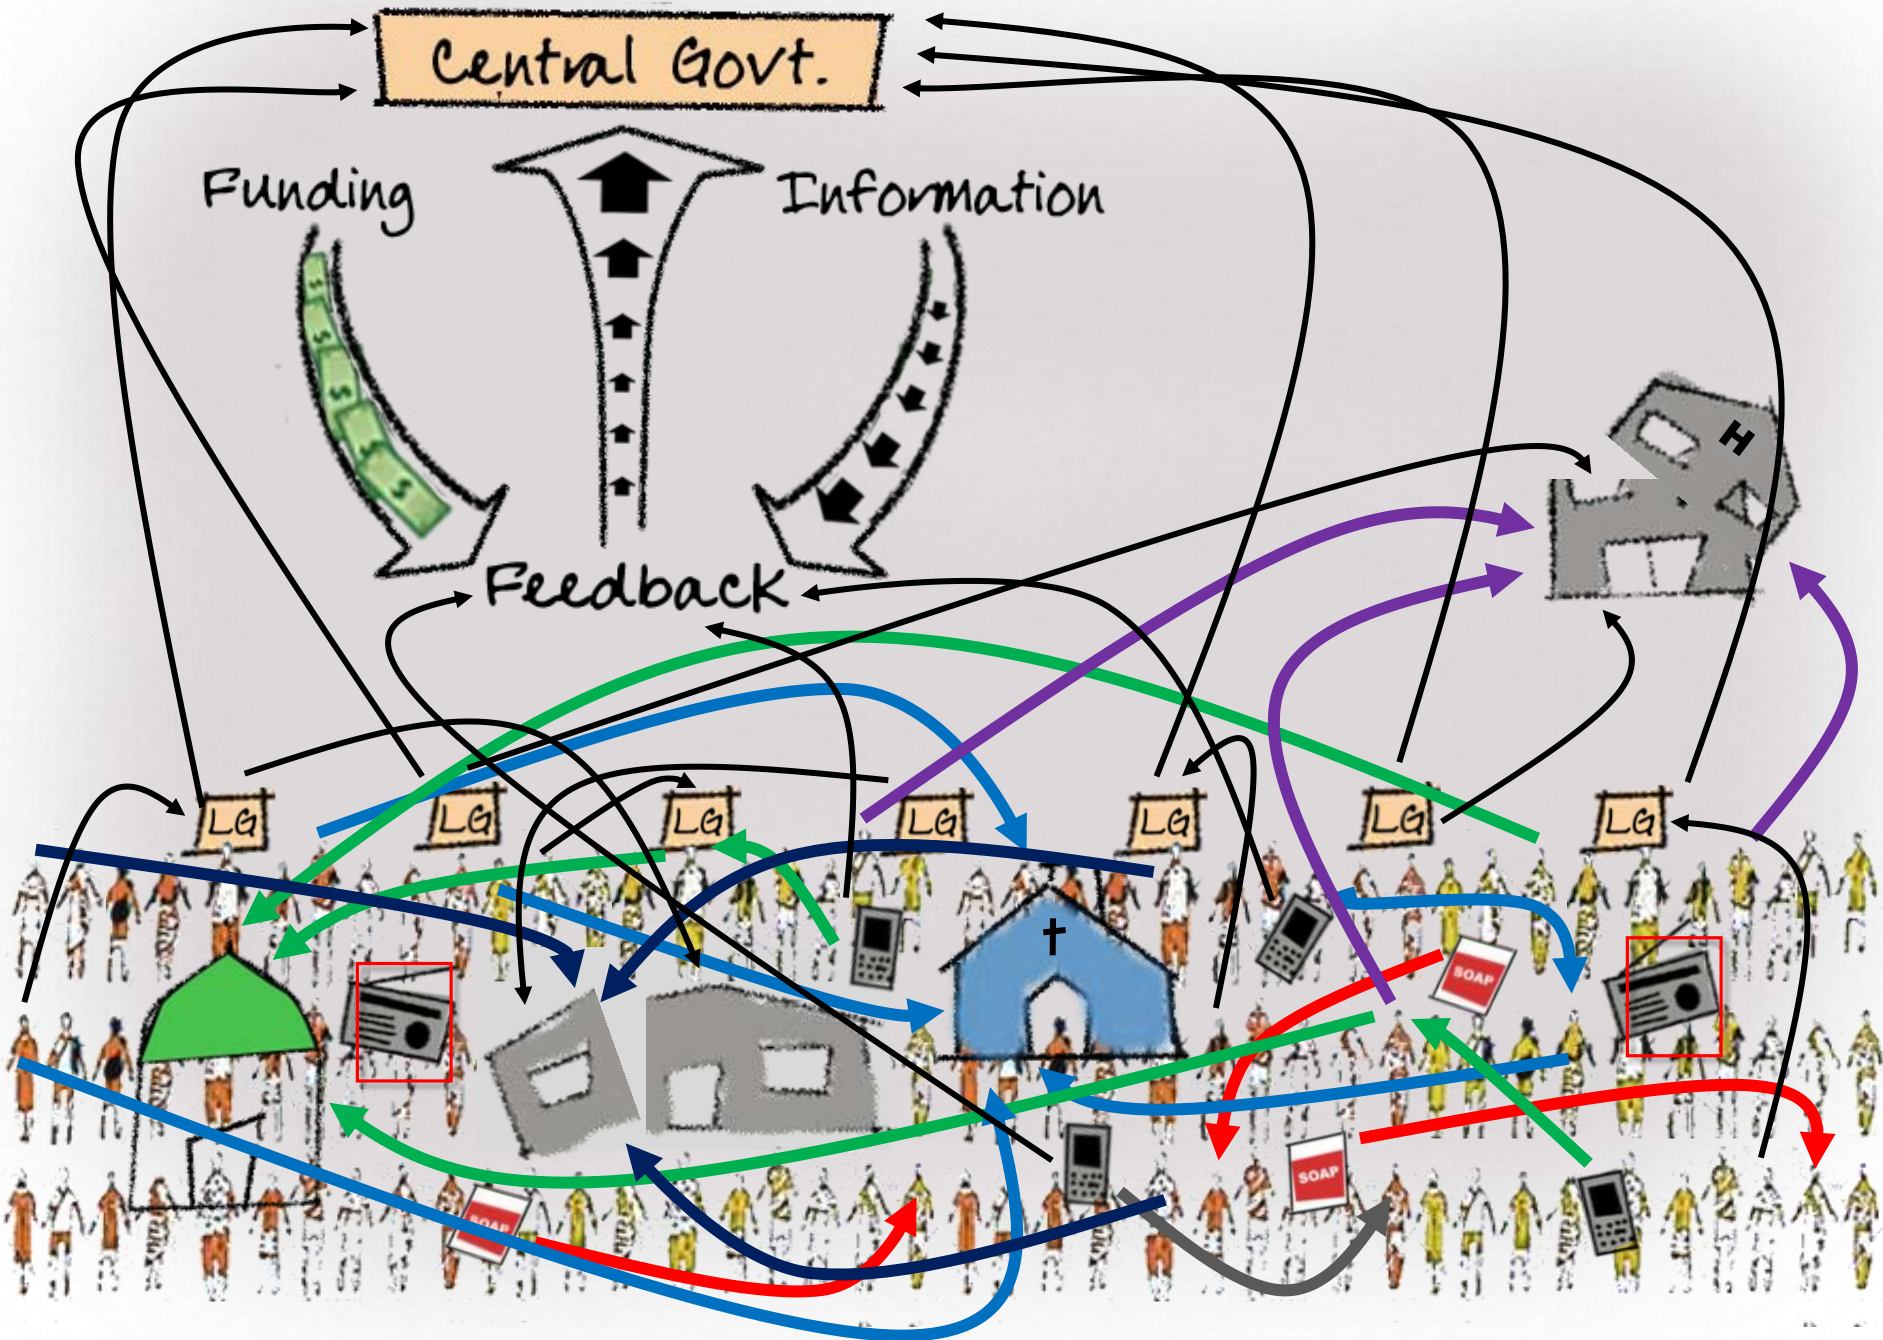 Central Govt.
Funding
Information
$
$
$
$
$
Feedback
H
LG
LG
LG
LG
LG
LG
LG
SOAP
SOAP
SOAP